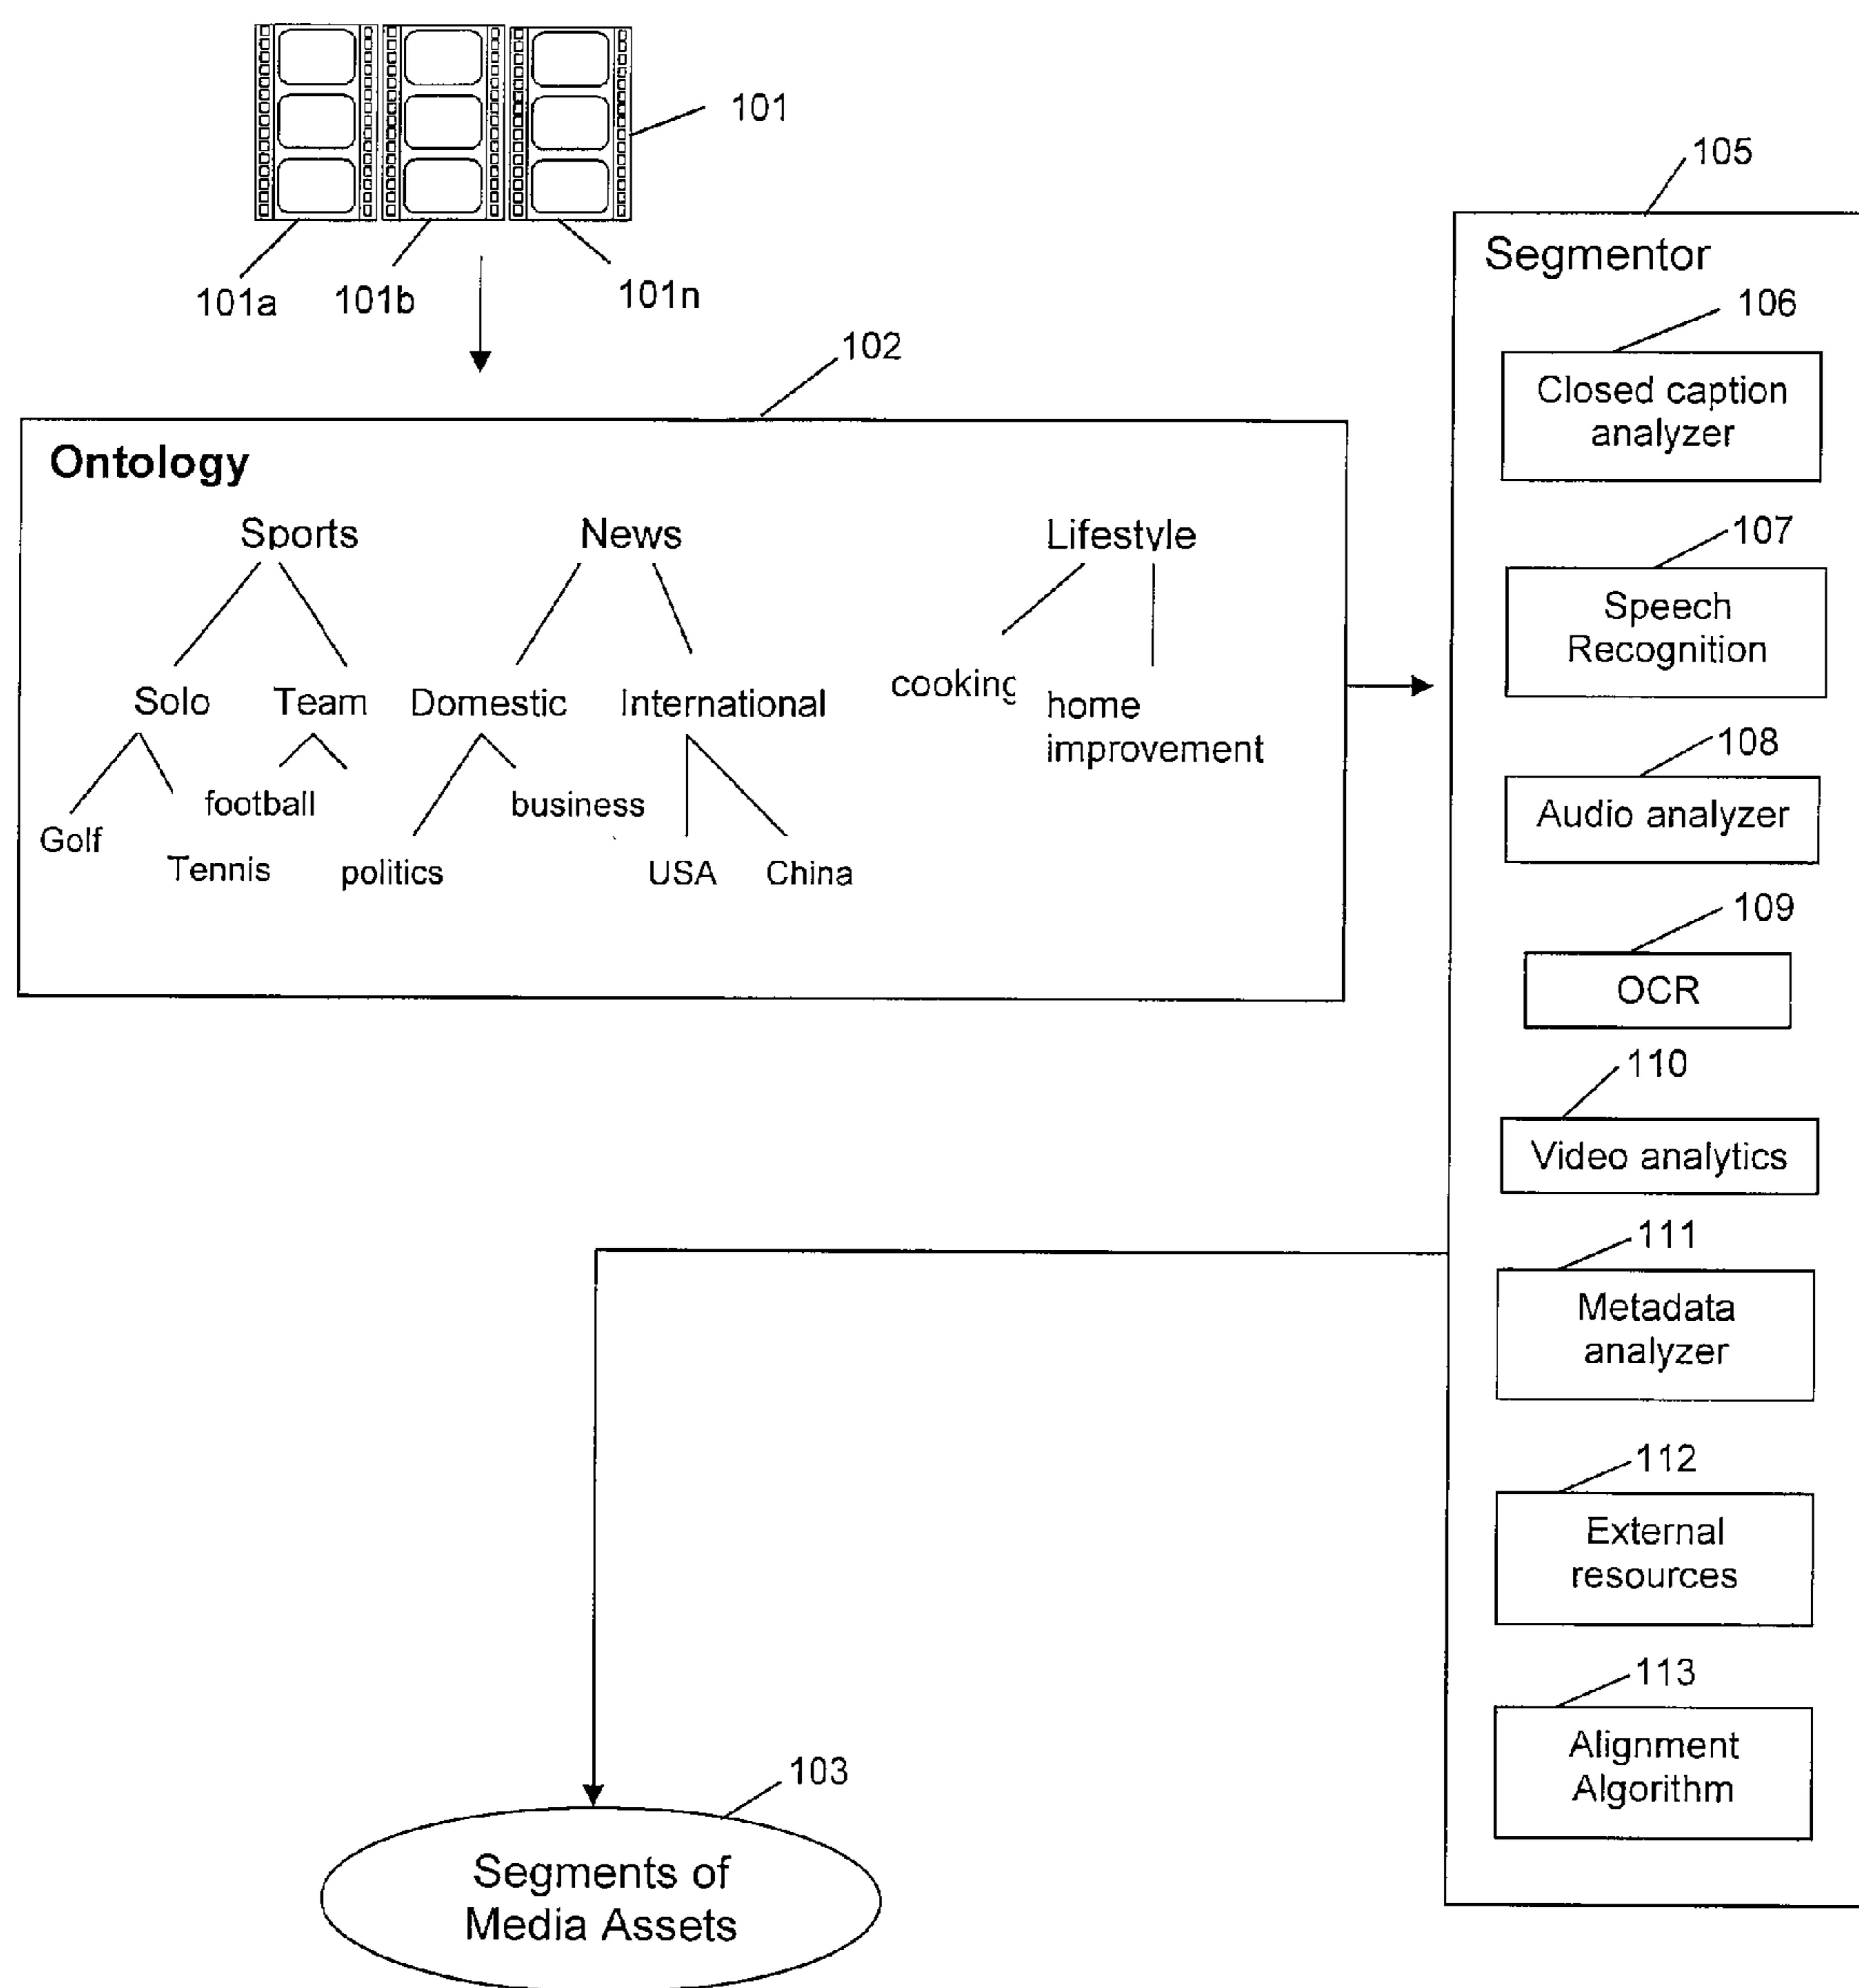 101
101a
101b
101n
102
Ontology
Sports
News
Lifestyle
Solo
Team
Domestic
International
cooking
home
improvement
Golf
football
Tennis
politics
business
USA
China
105
Segmentor
106
Closed caption
analyzer
107
Speech
Recognition
108
Audio analyzer
109
OCR
110
Video analytics
111
Metadata
analyzer
112
External
resources
113
Alignment
Algorithm
103
Segments of
Media Assets